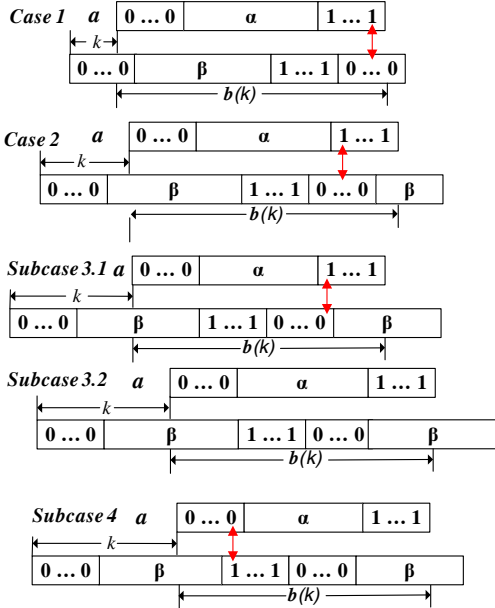 Case 1 a 0 ... 0 α 1 ... 1
k
0 ... 0 β 1 ... 1 0 ... 0
b(k)
Case 2 a 0 ... 0 α 1 ... 1
k
0 ... 0 β 1 ... 1 0 ... 0 β
b(k)
Subcase 3.1 a 0 ... 0 α 1 ... 1
k
0 ... 0 β 1 ... 1 0 ... 0 β
b(k)
Subcase 3.2 a 0 ... 0 α 1 ... 1
k
0 ... 0 β 1 ... 1 0 ... 0 β
b(k)
Subcase 4 a 0 ... 0 α 1 ... 1
k
0 ... 0 β 1 ... 1 0 ... 0 β
b(k)